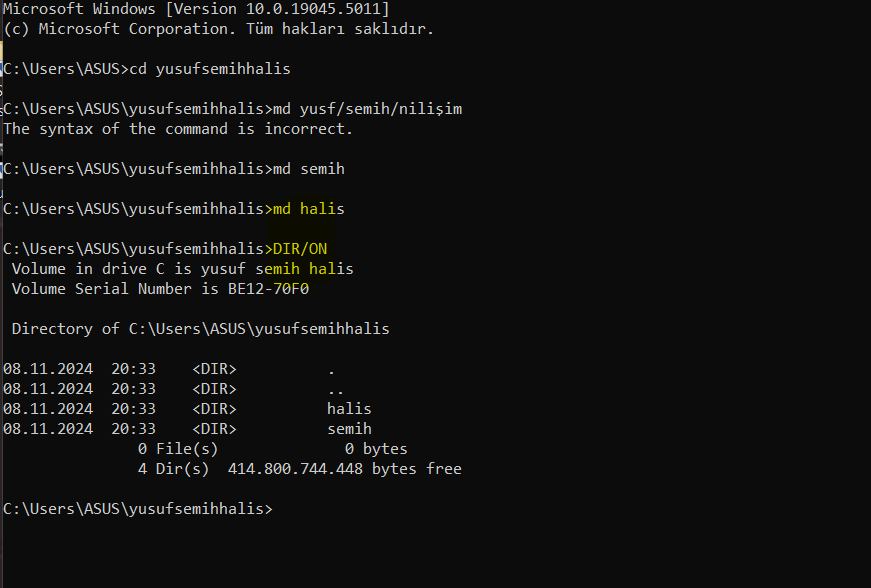 Microsoft Windows [Version 10.0.19045.5011]
(c) Microsoft Corporation. Tüm hakları saklıdır.
C:\Users\ASUS>cd yusufsemihhalis
C:\Users\ASUS\yusufsemihhalis>md yusf/semih/nilişim
The syntax of the command is incorrect.
C:\Users\ASUS\yusufsemihhalis>md semih
C:\Users\ASUS\yusufsemihhalis>md halis
C:\Users\ASUS\yusufsemihhalis>DIR/ON
 Volume in drive C is yusuf semih halis
 Volume Serial Number is BE12-70F0
 Directory of C:\Users\ASUS\yusufsemihhalis
08.11.2024  20:33    <DIR>          .
08.11.2024  20:33    <DIR>          ..
08.11.2024  20:33    <DIR>          halis
08.11.2024  20:33    <DIR>          semih
               0 File(s)              0 bytes
               4 Dir(s)  414.800.744.448 bytes free
C:\Users\ASUS\yusufsemihhalis>